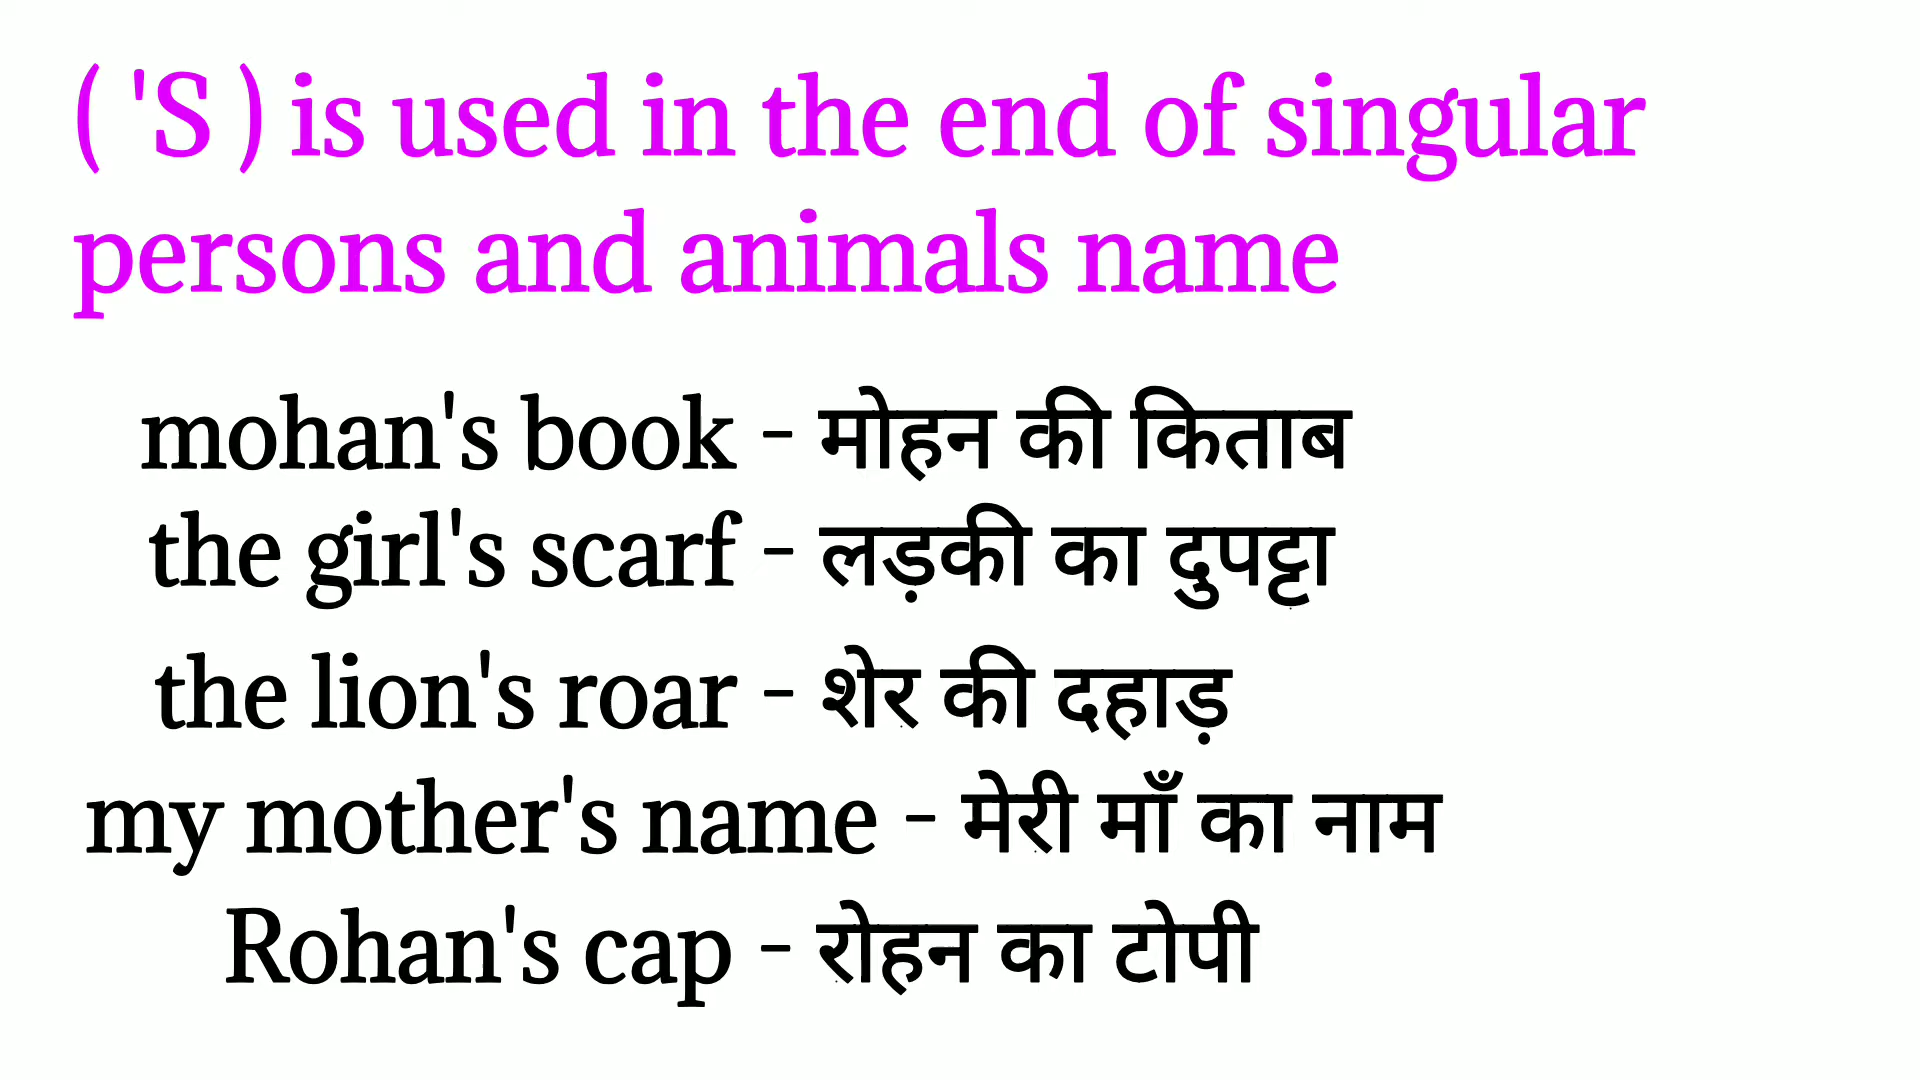 ( 'S ) is used in the end of singular
persons and animals name
mohan's book - मोहन की किताब
the girl's scarf - लड़की का दुपट्टा
the lion's roar - शेर की दहाड़
my mother's name - मेरी माँ का नाम
Rohan's cap - रोहन का टोपी